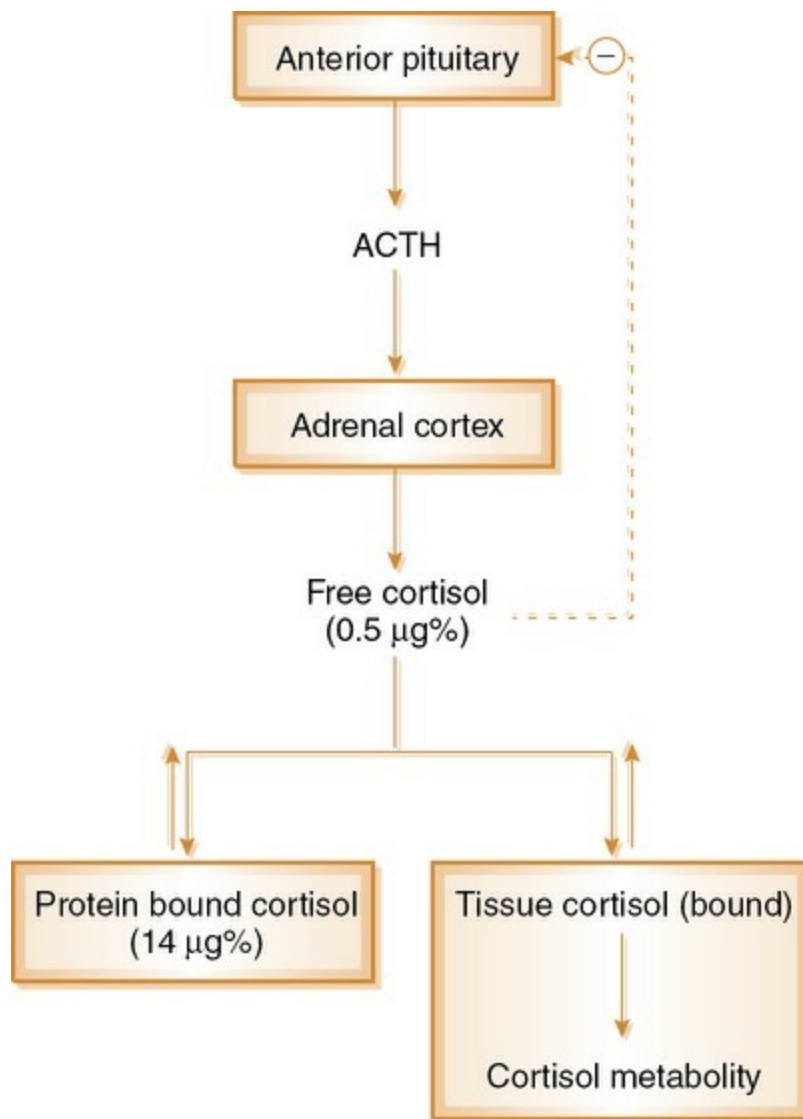 Anterior pituitary
−
ACTH
Adrenal cortex
Free cortisol
(0.5 μg%)
Protein bound cortisol
(14 μg%)
Tissue cortisol (bound)
Cortisol metabolity